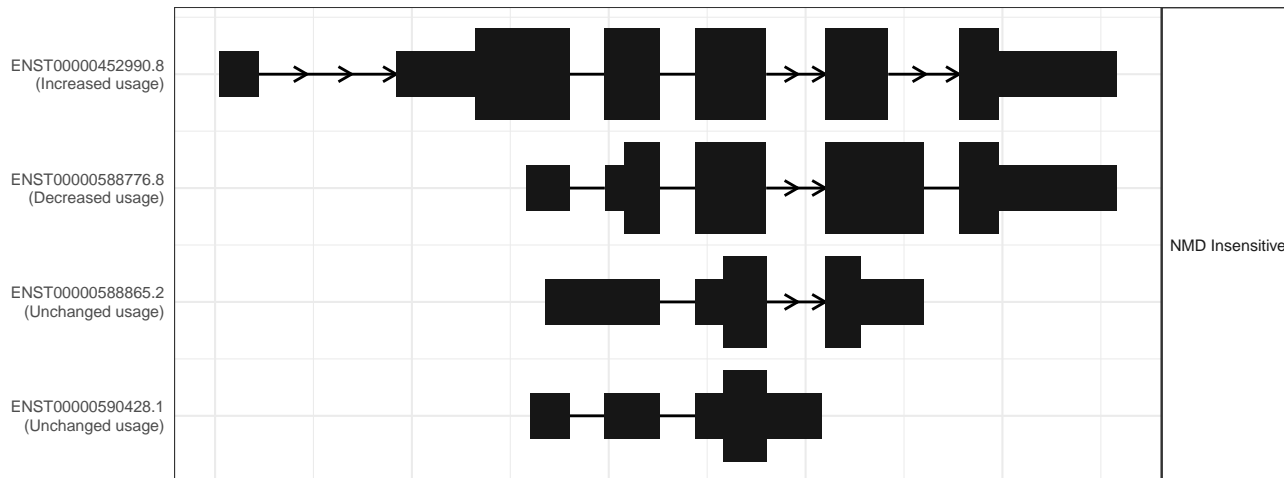 ENST00000452990.8
(Increased usage)
ENST00000588776.8
(Decreased usage)
NMD Insensitive
ENST00000588865.2
(Unchanged usage)
ENST00000590428.1
(Unchanged usage)